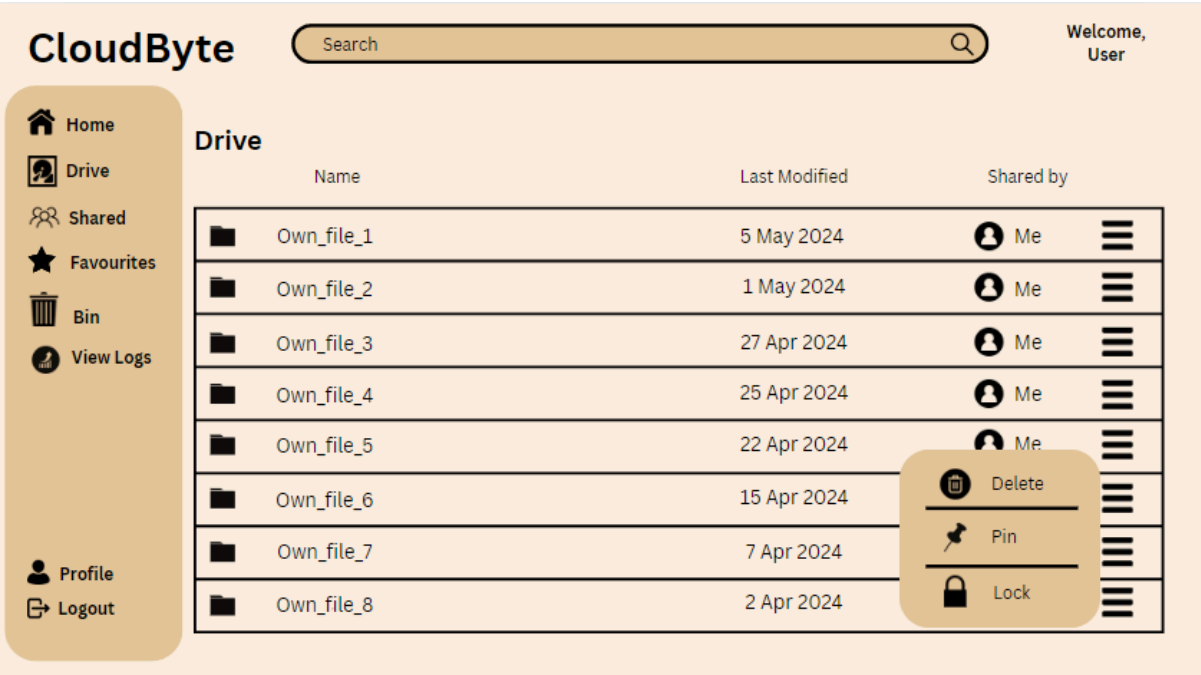 CloudByte
Search
Welcome,
User
Home
Drive
Shared
Favourites
Bin
View Logs
Profile
Logout
Drive
Name Last Modified Shared by
Own_file_1 5 May 2024 Me
Own_file_2 1 May 2024 Me
Own_file_3 27 Apr 2024 Me
Own_file_4 25 Apr 2024 Me
Own_file_5 22 Apr 2024 Me
Own_file_6 15 Apr 2024
Own_file_7 7 Apr 2024
Own_file_8 2 Apr 2024
Delete
Pin
Lock